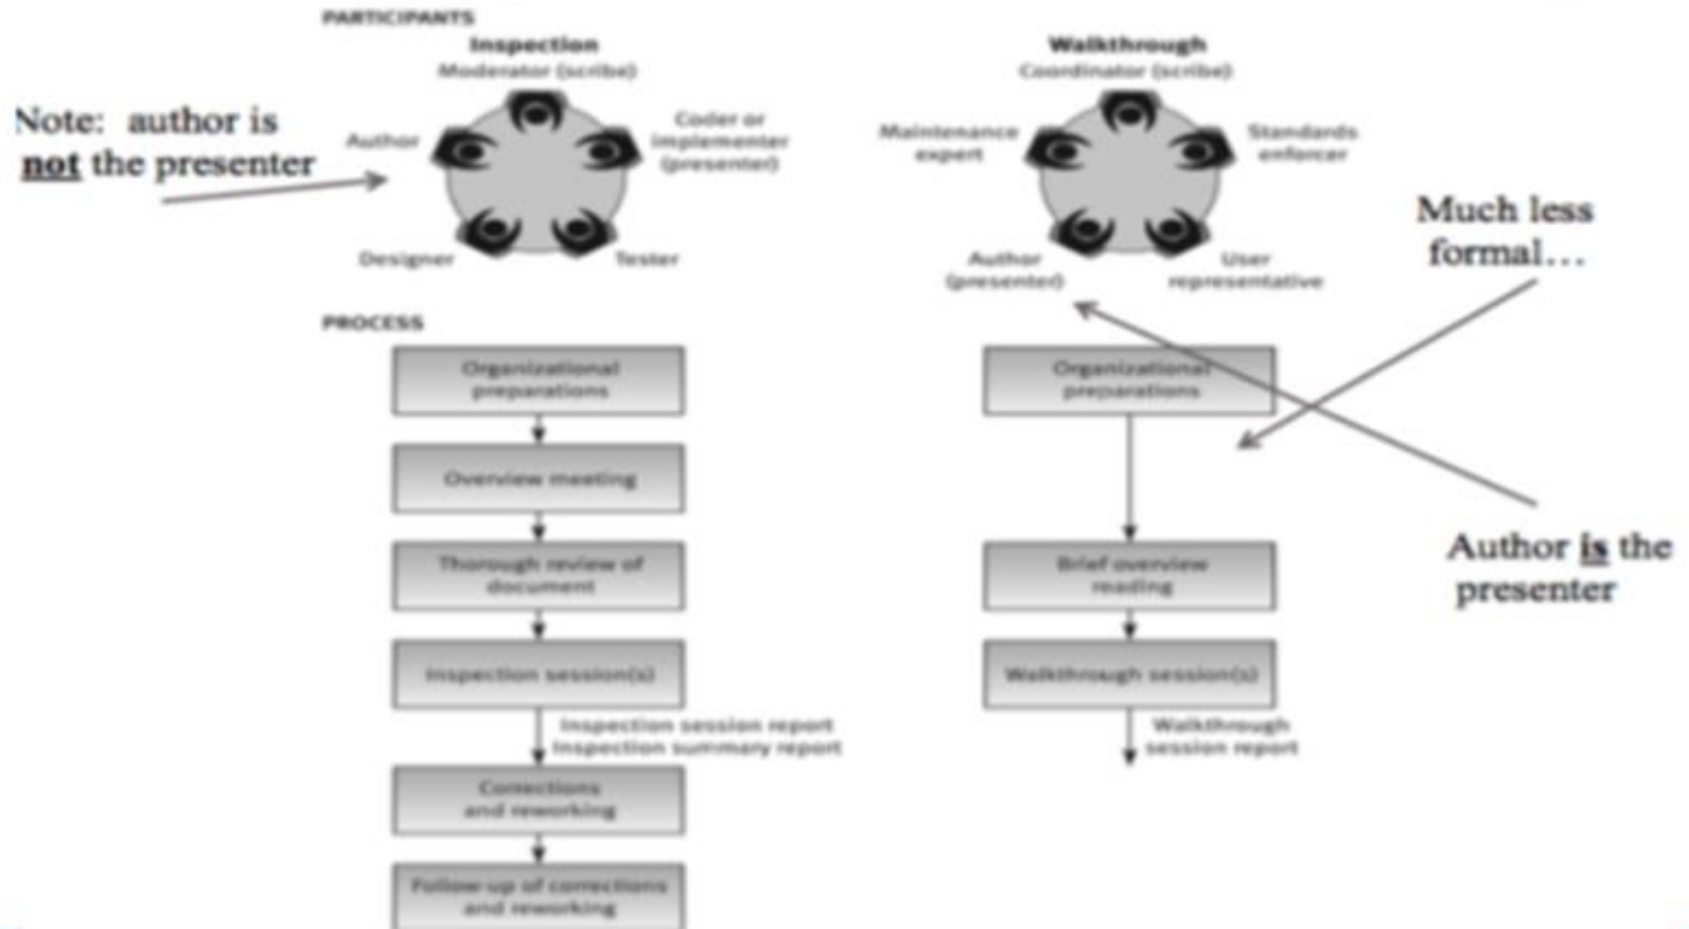 PARTICIPANTS
Inspection
Moderator (scribe)
Author
Coder or
implementer
(presenter)
Designer
Tester
Note: author is
not the presenter
Walkthrough
Coordinator (scribe)
Maintenance
expert
Standards
enforcer
Author
(presenter)
User
representative
Much less
formal…
PROCESS
Organizational
preparations
Overview meeting
Thorough review of
document
Inspection session(s)
Inspection session report
Inspection summary report
Corrections
and reworking
Follow-up of corrections
and reworking
Organizational
preparations
Brief overview
reading
Walkthrough session(s)
Walkthrough
session report
Author is the
presenter